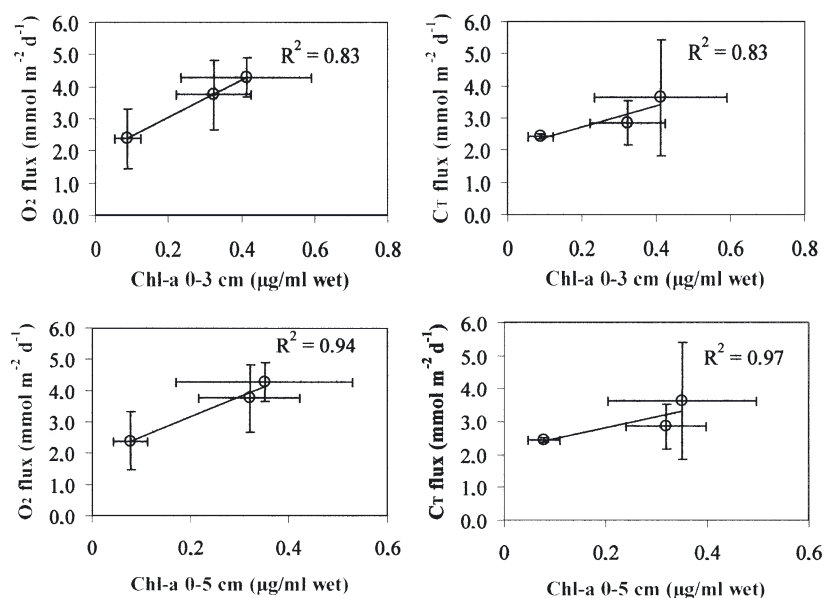 6.0
5.0
4.0
3.0
2.0
1.0
0.0
O₂ flux (mmol m⁻² d⁻¹)
R² = 0.83
0 0.2 0.4 0.6 0.8
Chl-a 0-3 cm (µg/ml wet)
6.0
5.0
4.0
3.0
2.0
1.0
0.0
C_T flux (mmol m⁻² d⁻¹)
R² = 0.83
0 0.2 0.4 0.6 0.8
Chl-a 0-3 cm (µg/ml wet)
6.0
5.0
4.0
3.0
2.0
1.0
0.0
O₂ flux (mmol m⁻² d⁻¹)
R² = 0.94
0 0.2 0.4 0.6
Chl-a 0-5 cm (µg/ml wet)
6.0
5.0
4.0
3.0
2.0
1.0
0.0
C_T flux (mmol m⁻² d⁻¹)
R² = 0.97
0 0.2 0.4 0.6
Chl-a 0-5 cm (µg/ml wet)